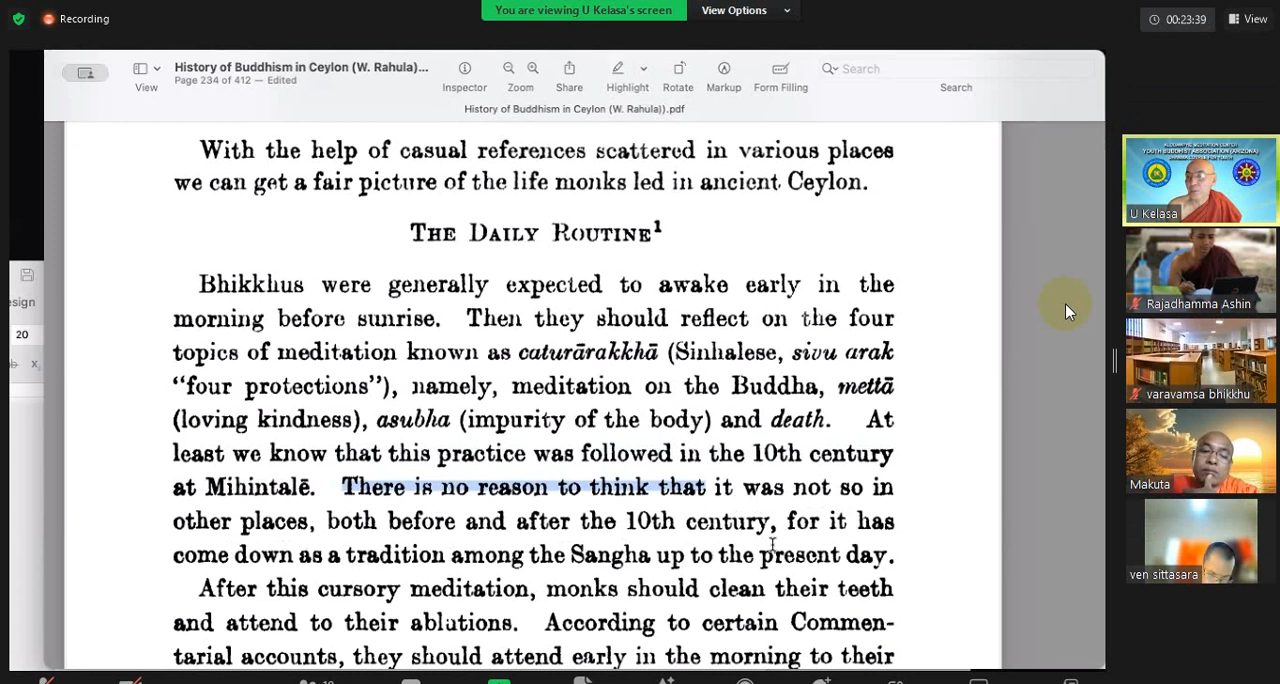 Recording
You are viewing U Kelasa's screen
View Options
00:23:39
View
History of Buddhism in Ceylon (W. Rahula)...
Page 234 of 412 — Edited
View
Inspector
Zoom
Share
Highlight
Rotate
Markup
Form Filling
Search
Search
History of Buddhism in Ceylon (W. Rahula)).pdf
With the help of casual references scattered in various places
we can get a fair picture of the life monks led in ancient Ceylon.
THE DAILY ROUTINE¹
Bhikkhus were generally expected to awake early in the
morning before sunrise. Then they should reflect on the four
topics of meditation known as caturārakkhā (Sinhalese, sivu arak
“four protections”), namely, meditation on the Buddha, mettā
(loving kindness), asubha (impurity of the body) and death. At
least we know that this practice was followed in the 10th century
at Mihintalē. There is no reason to think that it was not so in
other places, both before and after the 10th century, for it has
come down as a tradition among the Sangha up to the present day.
After this cursory meditation, monks should clean their teeth
and attend to their ablutions. According to certain Commen-
tarial accounts, they should attend early in the morning to their
esign
20
x
YOUTH BUDDHIST ASSOCIATION (ARIZONA)
U Kelasa
Rajadhamma Ashin
varavamsa bhikkhu
Makuta
ven sittasara